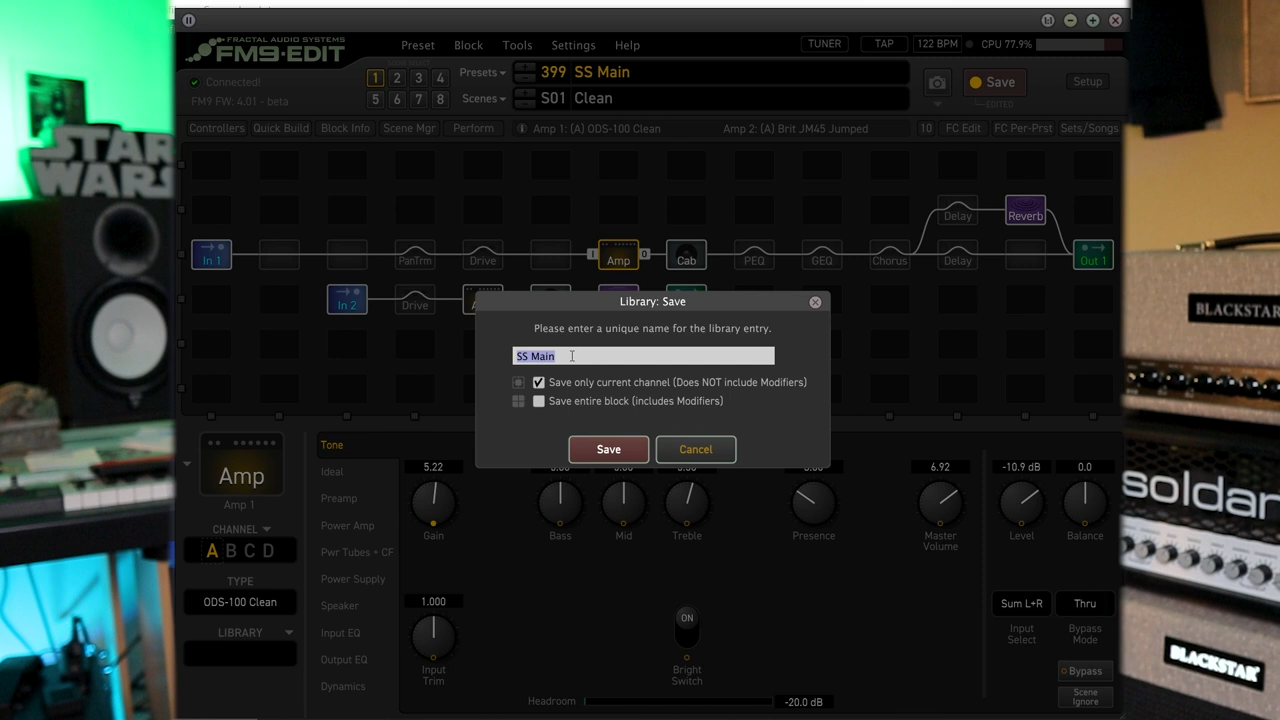 FRACTAL AUDIO SYSTEMS
FM9-EDIT
Preset Block Tools Settings Help
TUNER TAP 122 BPM CPU 77.9%
Connected!
FM9 FW: 4.01 - beta
SCENE SELECT
1 2 3 4
5 6 7 8
Presets 399 SS Main
Scenes S01 Clean
Save
EDITED
Setup
Controllers Quick Build Block Info Scene Mgr Perform Amp 1: (A) ODS-100 Clean Amp 2: (A) Brit JM45 Jumped 10 FC Edit FC Per-Prst Sets/Songs
STAR
WARS
Delay Reverb
In 1 PanTrm Drive Amp Cab PEQ GEQ Chorus Delay Out 1
In 2 Drive
Library: Save
Please enter a unique name for the library entry.
SS Main
Save only current channel (Does NOT include Modifiers)
Save entire block (includes Modifiers)
Save Cancel
BLACKSTAR
soldan
BLACKSTAR
Amp
Amp 1
CHANNEL
A B C D
TYPE
ODS-100 Clean
LIBRARY
Tone
Ideal
Preamp
Power Amp
Pwr Tubes + CF
Power Supply
Speaker
Input EQ
Output EQ
Dynamics
5.22 6.92 -10.9 dB 0.0
Gain Bass Mid Treble Presence Master Volume Level Balance
1.000
Input
Trim
ON
Bright
Switch
Sum L+R Thru
Input Select
Bypass Mode
Bypass
Scene
Ignore
Headroom -20.0 dB